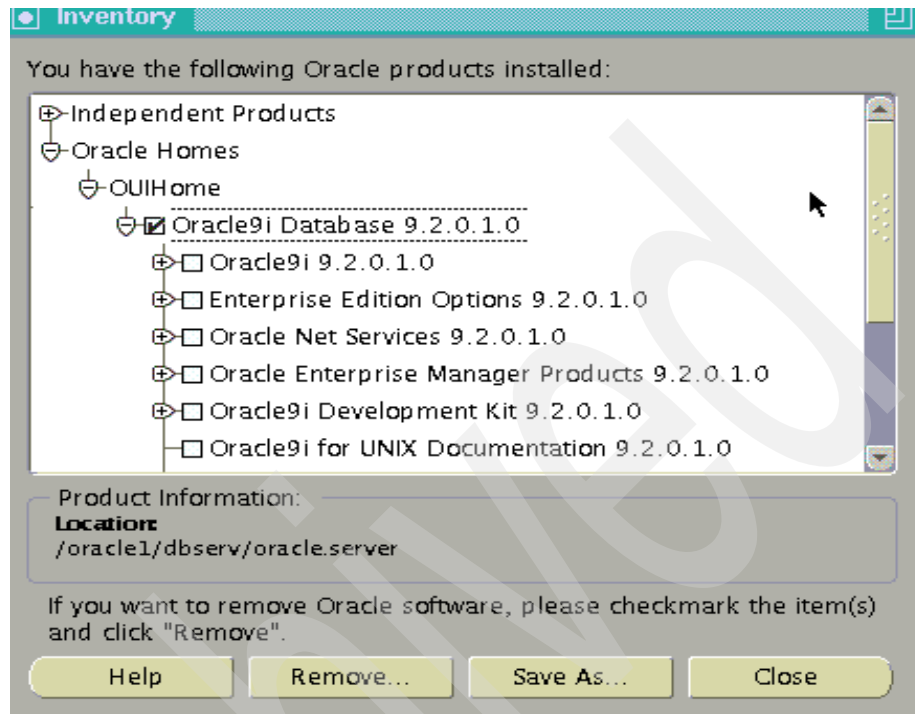 Inventory
You have the following Oracle products installed:
Independent Products
Oracle Homes
OUIHome
Oracle9i Database 9.2.0.1.0
Oracle9i 9.2.0.1.0
Enterprise Edition Options 9.2.0.1.0
Oracle Net Services 9.2.0.1.0
Oracle Enterprise Manager Products 9.2.0.1.0
Oracle9i Development Kit 9.2.0.1.0
Oracle9i for UNIX Documentation 9.2.0.1.0
Product Information:
Location:
/oracle1/dbserv/oracle.server
If you want to remove Oracle software, please checkmark the item(s)
and click "Remove".
Help Remove... Save As... Close
hived